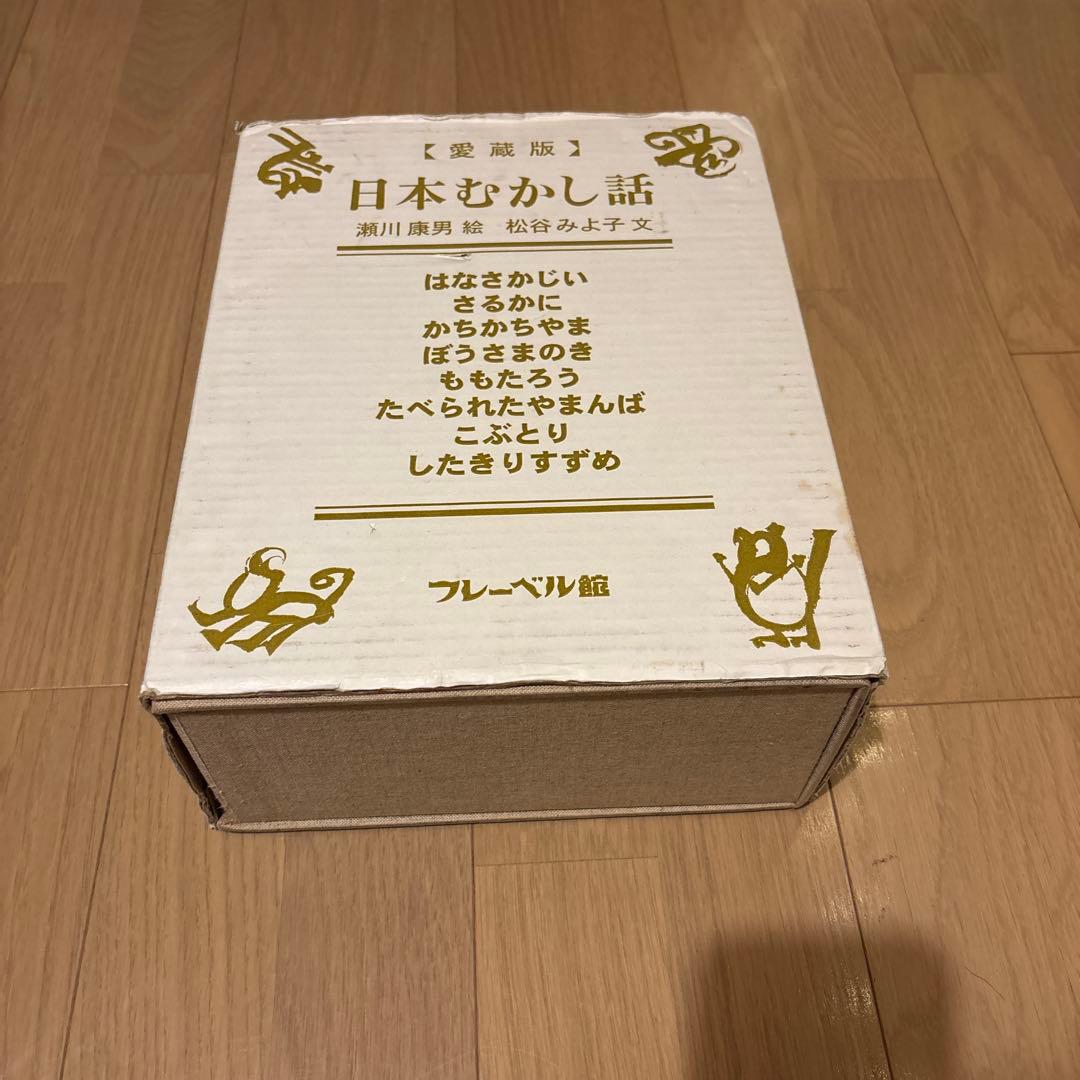 【愛蔵版】
日本むかし話
瀬川康男 絵 松谷みよ子 文
はなさかじい
さるかに
かちかちやま
ぼうさまのき
ももたろう
たべられたやまんば
こぶとり
したきりすずめ
フレーベル館